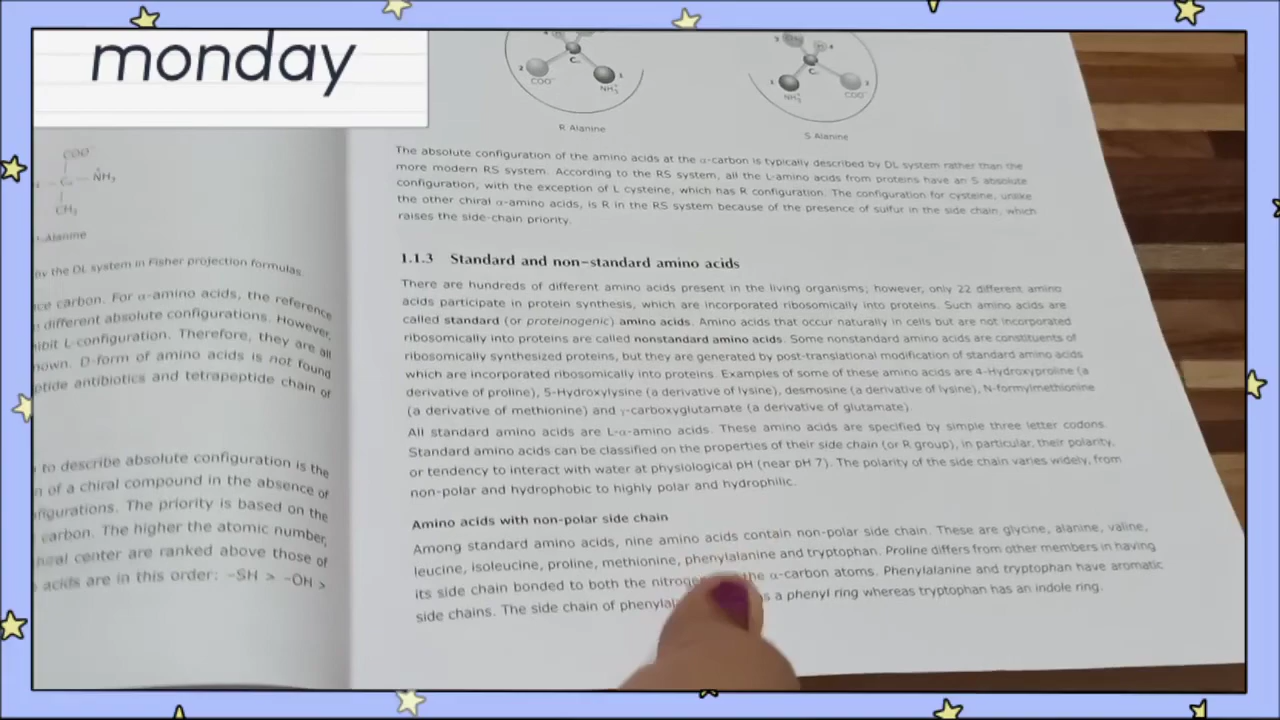 monday
COO⁻
Cα
NH₃
CH₃
Alanine
by the DL system in Fisher projection formulas.
ce carbon. For α-amino acids, the reference
different absolute configurations. However,
ibit L-configuration. Therefore, they are all
nown. D-form of amino acids is not found
ptide antibiotics and tetrapeptide chain of
to describe absolute configuration is the
n of a chiral compound in the absence of
figurations. The priority is based on the
carbon. The higher the atomic number,
hiral center are ranked above those of
acids are in this order: –SH > –OH >
2
COO⁻
Cα
1
NH₃⁺
R Alanine
3
4
Cα
1
NH₃⁺
2
COO⁻
S Alanine
The absolute configuration of the amino acids at the α-carbon is typically described by DL system rather than the
more modern RS system. According to the RS system, all the L-amino acids from proteins have an S absolute
configuration, with the exception of L cysteine, which has R configuration. The configuration for cysteine, unlike
the other chiral α-amino acids, is R in the RS system because of the presence of sulfur in the side chain, which
raises the side-chain priority.
1.1.3 Standard and non-standard amino acids
There are hundreds of different amino acids present in the living organisms; however, only 22 different amino
acids participate in protein synthesis, which are incorporated ribosomically into proteins. Such amino acids are
called standard (or proteinogenic) amino acids. Amino acids that occur naturally in cells but are not incorporated
ribosomically into proteins are called nonstandard amino acids. Some nonstandard amino acids are constituents of
ribosomically synthesized proteins, but they are generated by post-translational modification of standard amino acids
which are incorporated ribosomically into proteins. Examples of some of these amino acids are 4-Hydroxyproline (a
derivative of proline), 5-Hydroxylysine (a derivative of lysine), desmosine (a derivative of lysine), N-formylmethionine
(a derivative of methionine) and γ-carboxyglutamate (a derivative of glutamate).
All standard amino acids are L-α-amino acids. These amino acids are specified by simple three letter codons.
Standard amino acids can be classified on the properties of their side chain (or R group), in particular, their polarity,
or tendency to interact with water at physiological pH (near pH 7). The polarity of the side chain varies widely, from
non-polar and hydrophobic to highly polar and hydrophilic.
Amino acids with non-polar side chain
Among standard amino acids, nine amino acids contain non-polar side chain. These are glycine, alanine, valine,
leucine, isoleucine, proline, methionine, phenylalanine and tryptophan. Proline differs from other members in having
its side chain bonded to both the nitroge the α-carbon atoms. Phenylalanine and tryptophan have aromatic
side chains. The side chain of phenylal s a phenyl ring whereas tryptophan has an indole ring.